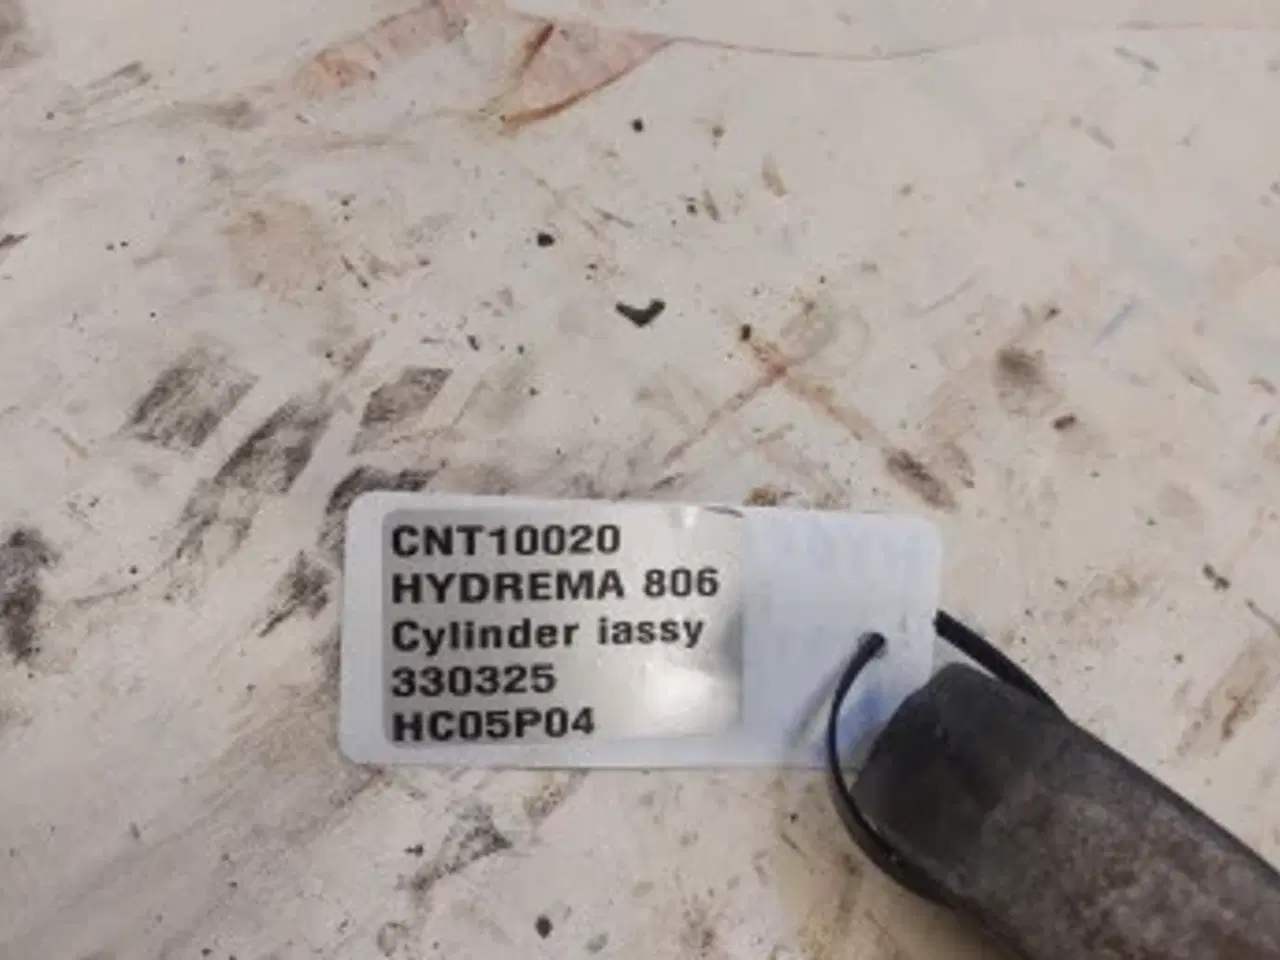 CNT10020
HYDREMA 806
Cylinder iassy
330325
HC05P04